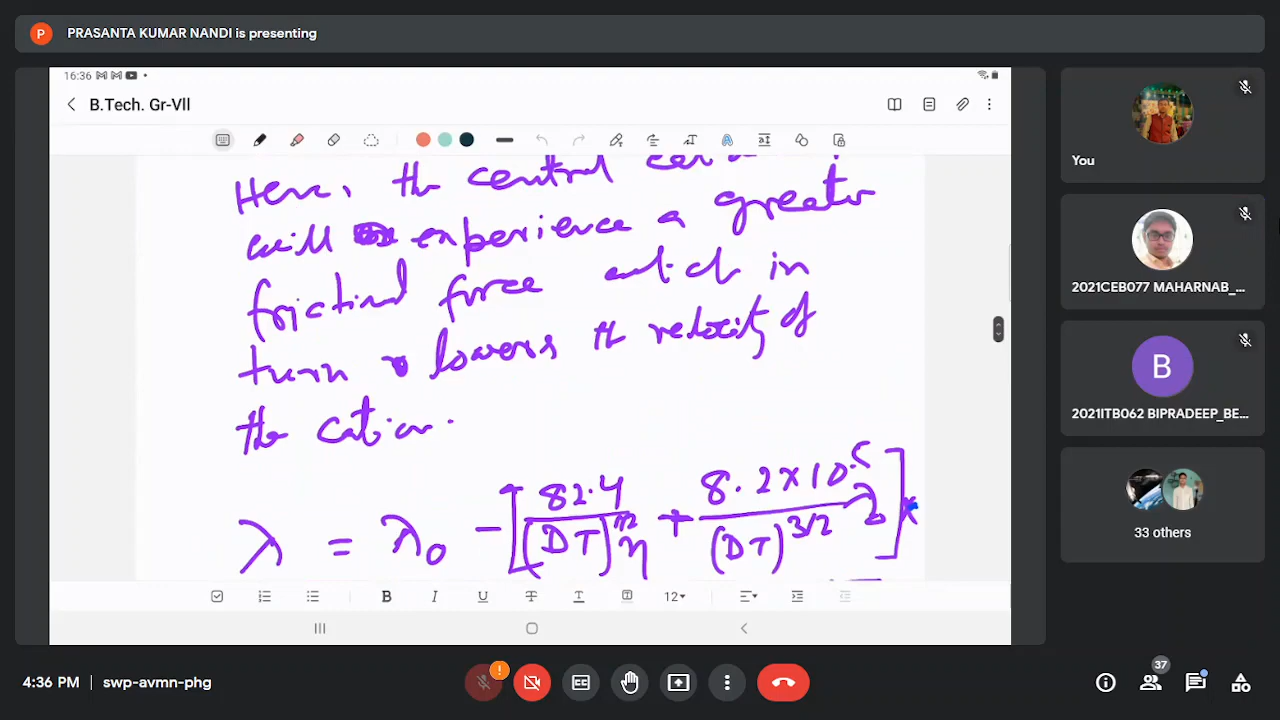 PRASANTA KUMAR NANDI is presenting
P
16:36
B.Tech. Gr-VII
Here, the central
will experience a greater
frictional force which in
turn lowers the velocity of
the cation.
λ = λ₀ - [82.4/(DT)^1/2 η + 8.2×10^5/(DT)^3/2 λ₀] ×
B I U T T T 12
You
2021CEB077 MAHARNAB_...
B
2021ITB062 BIPRADEEP_BE...
33 others
4:36 PM | swp-avmn-phg
37